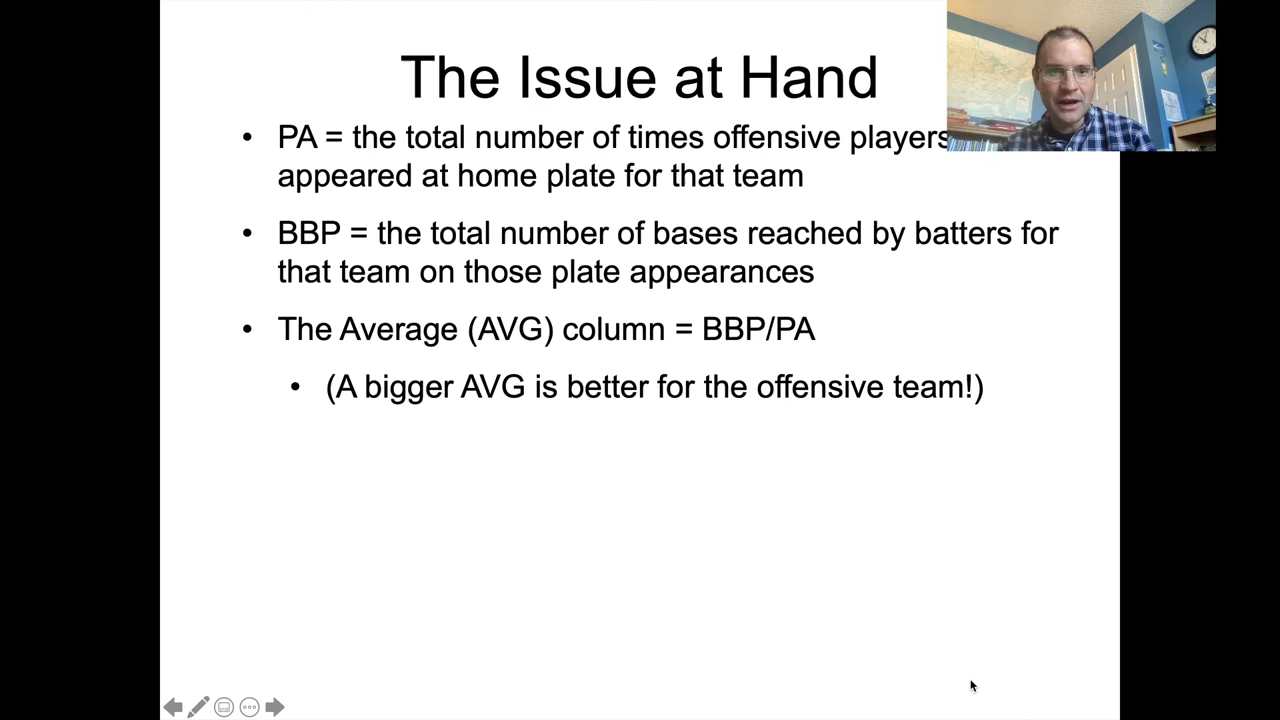 The Issue at Hand
• PA = the total number of times offensive players
appeared at home plate for that team
• BBP = the total number of bases reached by batters for
that team on those plate appearances
• The Average (AVG) column = BBP/PA
• (A bigger AVG is better for the offensive team!)